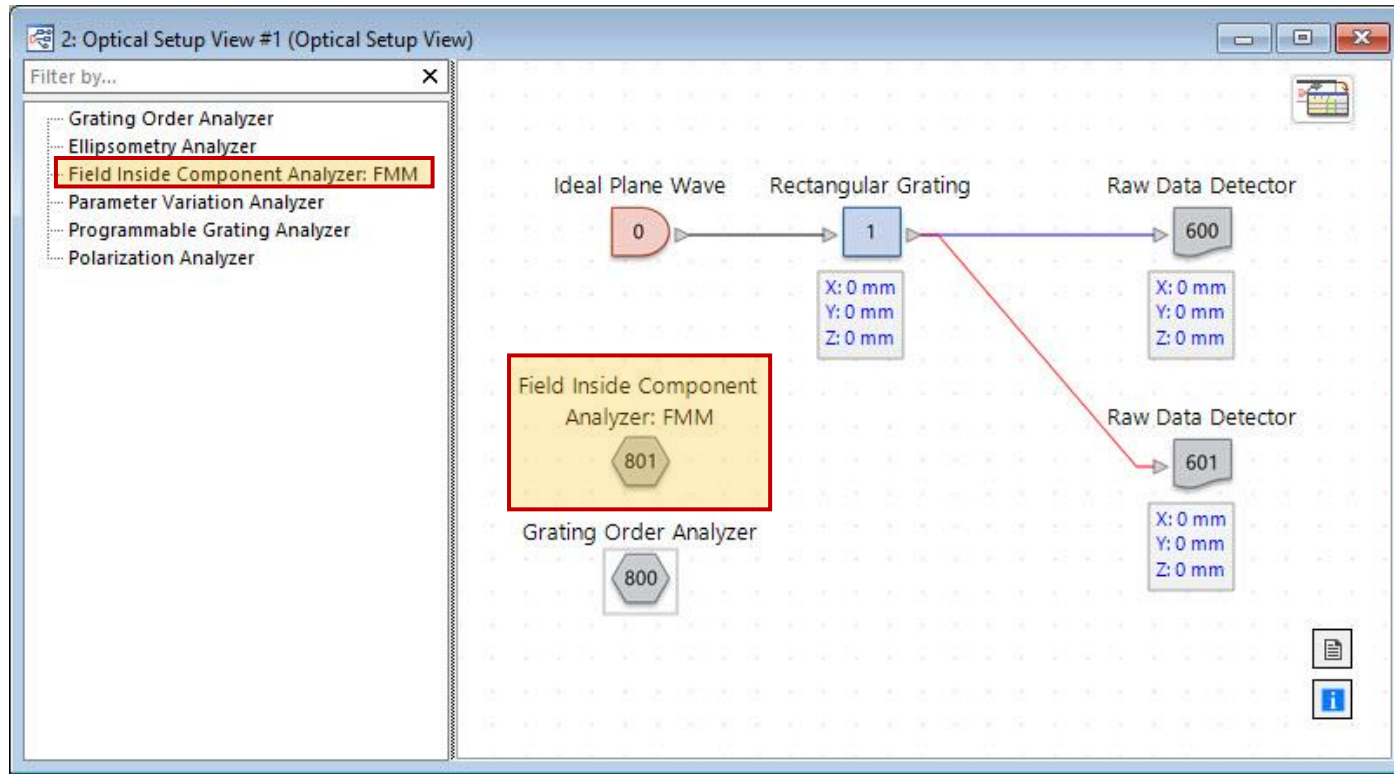 2: Optical Setup View #1 (Optical Setup View)
Filter by...
Grating Order Analyzer
Ellipsometry Analyzer
Field Inside Component Analyzer: FMM
Parameter Variation Analyzer
Programmable Grating Analyzer
Polarization Analyzer
Ideal Plane Wave
0
Rectangular Grating
1
X: 0 mm
Y: 0 mm
Z: 0 mm
Raw Data Detector
600
X: 0 mm
Y: 0 mm
Z: 0 mm
Field Inside Component
Analyzer: FMM
801
Raw Data Detector
601
X: 0 mm
Y: 0 mm
Z: 0 mm
Grating Order Analyzer
800